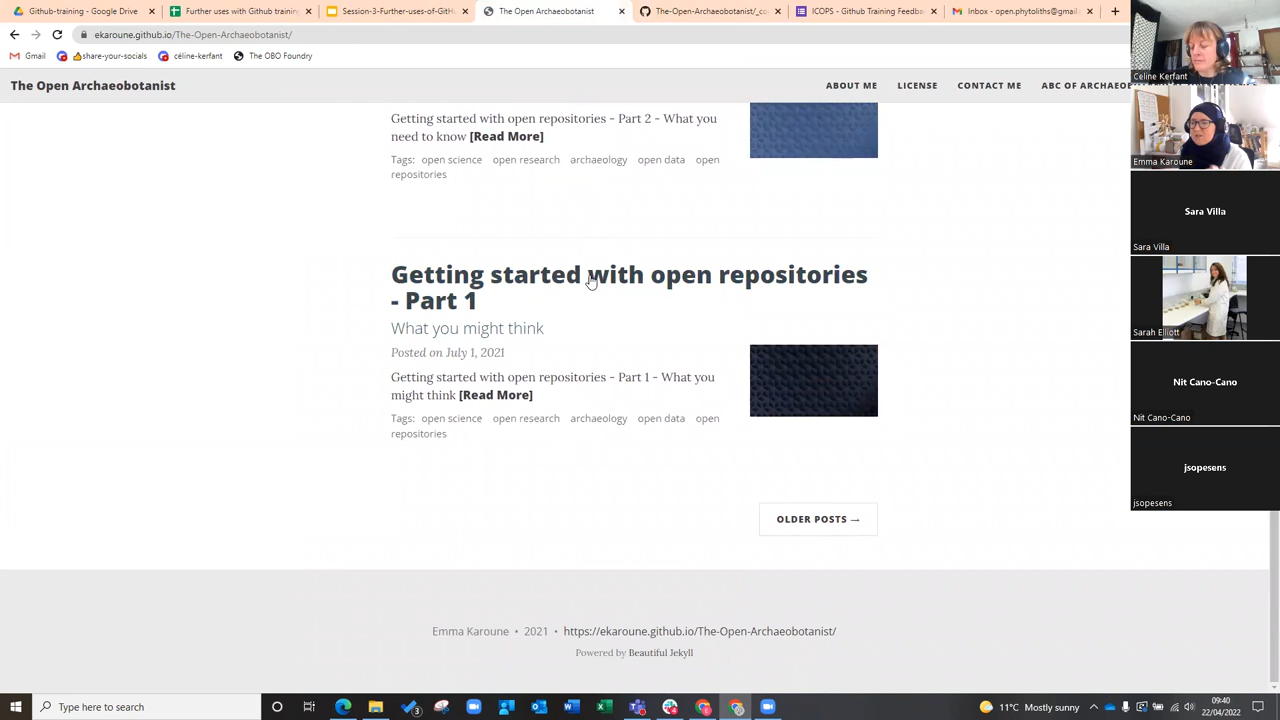 Github-training - Google Drive
Further uses with Github training
Session-3-Further-uses-of-GitH
The Open Archaeobotanist
The-Open-Archaeobotanist/_co
ICOPS - Github Training Feedba
Inbox - open.phytoliths@gmail
ekaroune.github.io/The-Open-Archaeobotanist/
Gmail
share-your-socials
céline-kerfant
The OBO Foundry
The Open Archaeobotanist
ABOUT ME
LICENSE
CONTACT ME
ABC OF ARCHAEO
Getting started with open repositories - Part 2 - What you
need to know [Read More]
Tags: open science open research archaeology open data open
repositories
Getting started with open repositories
- Part 1
What you might think
Posted on July 1, 2021
Getting started with open repositories - Part 1 - What you
might think [Read More]
Tags: open science open research archaeology open data open
repositories
OLDER POSTS →
Emma Karoune • 2021 • https://ekaroune.github.io/The-Open-Archaeobotanist/
Powered by Beautiful Jekyll
Celine Kerfant
Emma Karoune
Sara Villa
Sara Villa
Sarah Elliott
Nit Cano-Cano
Nit Cano-Cano
jsopesens
jsopesens
Type here to search
3
11°C Mostly sunny
09:40
22/04/2022